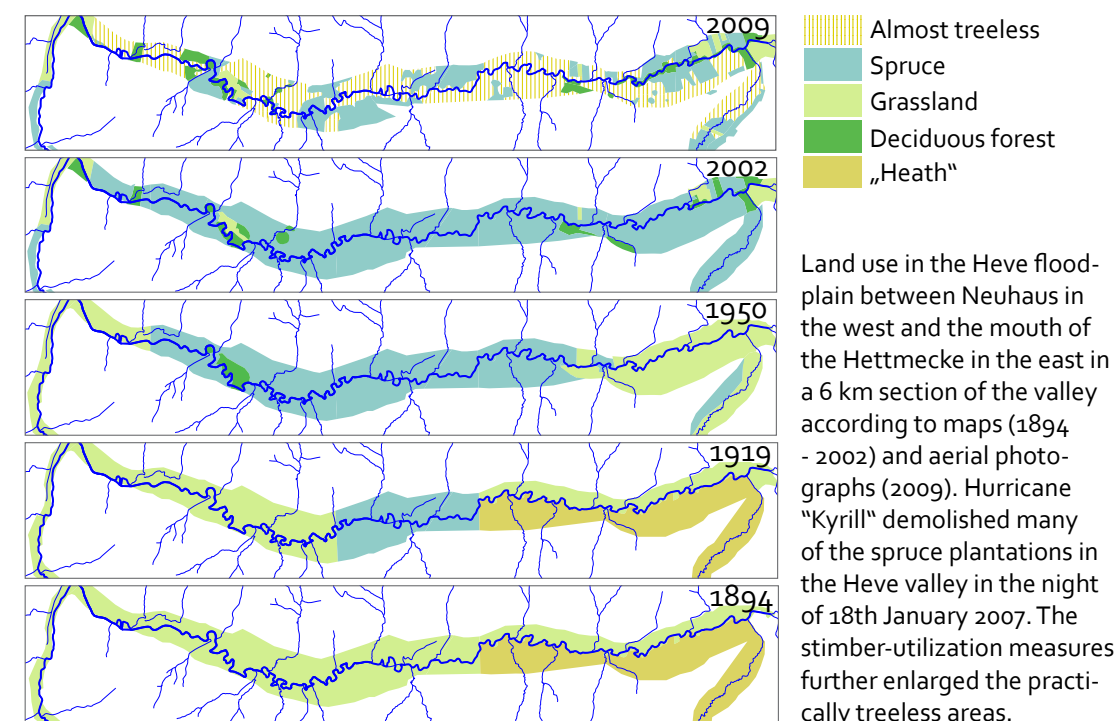 2009
2002
1950
1919
1894
Almost treeless
Spruce
Grassland
Deciduous forest
„Heath“
Land use in the Heve flood-
plain between Neuhaus in
the west and the mouth of
the Hettmecke in the east in
a 6 km section of the valley
according to maps (1894
- 2002) and aerial photo-
graphs (2009). Hurricane
“Kyrill“ demolished many
of the spruce plantations in
the Heve valley in the night
of 18th January 2007. The
stimber-utilization measures
further enlarged the practi-
cally treeless areas.